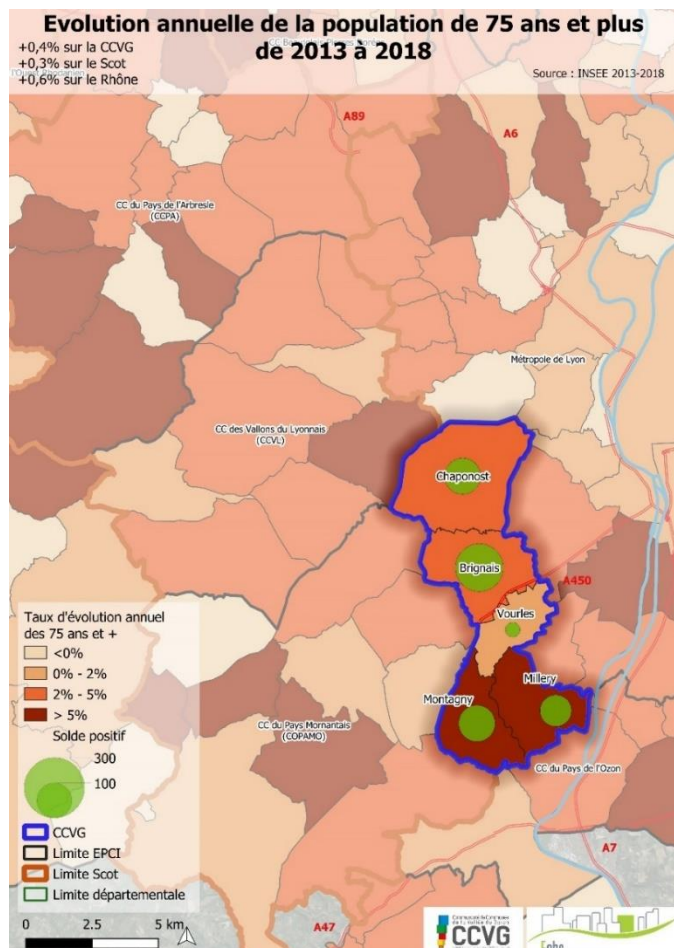 Evolution annuelle de la population de 75 ans et plus
de 2013 à 2018
+0,4% sur la CCVG
+0,3% sur le Scot
+0,6% sur le Rhône
Source : INSEE 2013-2018
A89
A6
CC du Pays de l'Arbresle
(CCPA)
Métropole de Lyon
CC des Vallons du Lyonnais
(CCVL)
Chaponost
Brignais
A450
Vourles
Millery
Montagny
CC du Pays Mornantais
(COPAMO)
CC du Pays de l'Ozon
A7
A47
Taux d'évolution annuel
des 75 ans et +
<0%
0% - 2%
2% - 5%
> 5%
Solde positif
300
100
CCVG
Limite EPCI
Limite Scot
Limite départementale
0 2.5 5 km
CCVG